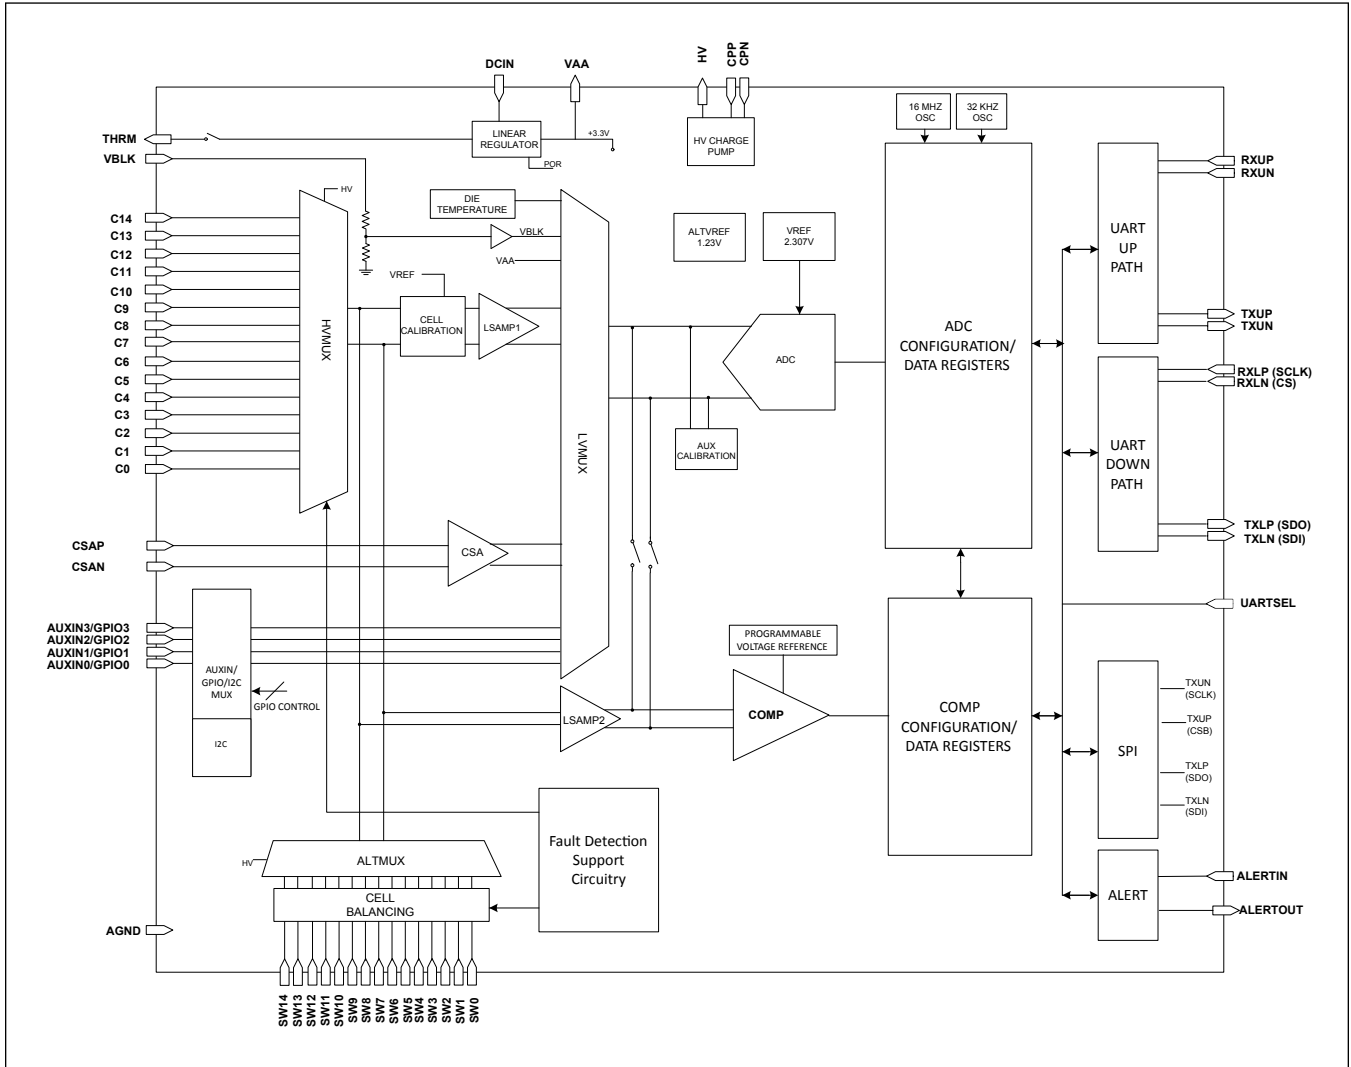 DCIN
VAA
HV
CPP
CPN
THRM
VBLK
LINEAR
REGULATOR
+3.3V
POR
HV CHARGE
PUMP
16 MHZ
OSC
32 KHZ
OSC
C14
C13
C12
C11
C10
C9
C8
C7
C6
C5
C4
C3
C2
C1
C0
HV
HVMUX
DIE
TEMPERATURE
VBLK
VAA
VREF
CELL
CALIBRATION
LSAMP1
LVMUX
ALTVREF
1.23V
VREF
2.307V
ADC
AUX
CALIBRATION
ADC
CONFIGURATION/
DATA REGISTERS
UART
UP
PATH
RXUP
RXUN
TXUP
TXUN
UART
DOWN
PATH
RXLP (SCLK)
RXLN (CS)
TXLP (SDO)
TXLN (SDI)
CSAP
CSAN
CSA
UARTSEL
AUXIN3/GPIO3
AUXIN2/GPIO2
AUXIN1/GPIO1
AUXIN0/GPIO0
AUXIN/
GPIO/I2C
MUX
GPIO CONTROL
I2C
LSAMP2
PROGRAMMABLE
VOLTAGE REFERENCE
COMP
COMP
CONFIGURATION/
DATA REGISTERS
SPI
TXUN
(SCLK)
TXUP
(CSB)
TXLP
(SDO)
TXLN
(SDI)
Fault Detection
Support
Circuitry
HV
ALTMUX
CELL
BALANCING
ALERT
ALERTIN
ALERTOUT
AGND
SW14
SW13
SW12
SW11
SW10
SW9
SW8
SW7
SW6
SW5
SW4
SW3
SW2
SW1
SW0